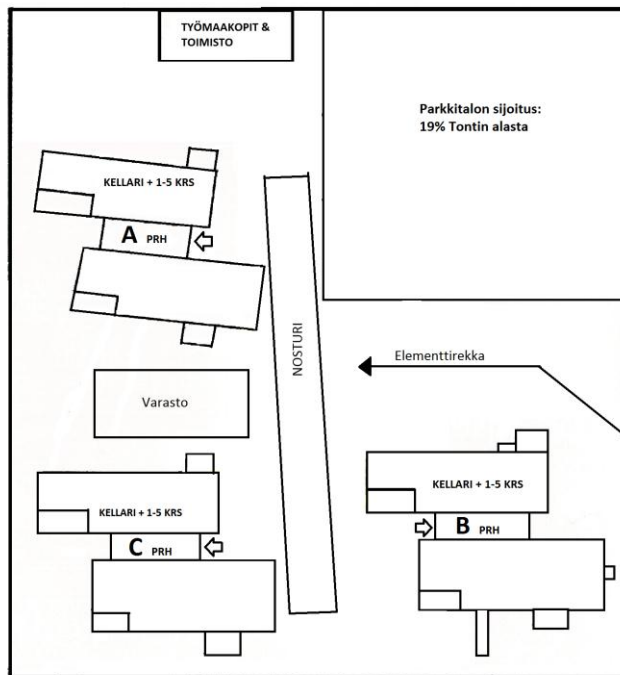 TYÖMAAKOPIT &
TOIMISTO
Parkkitalon sijoitus:
19% Tontin alasta
KELLARI + 1-5 KRS
A PRH
NOSTURI
Elementtirekka
Varasto
KELLARI + 1-5 KRS
KELLARI + 1-5 KRS
B PRH
C PRH